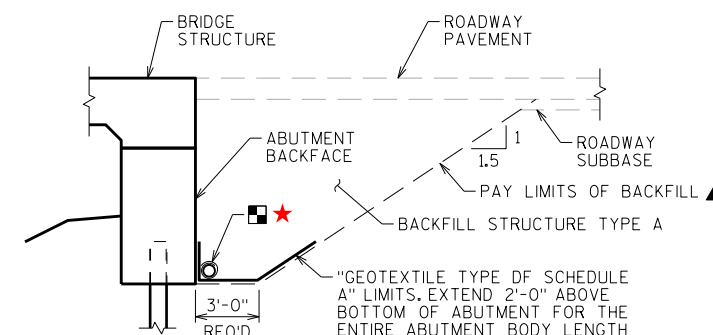 BRIDGE
STRUCTURE
ROADWAY
PAVEMENT
ABUTMENT
BACKFACE
1
1.5
ROADWAY
SUBBASE
PAY LIMITS OF BACKFILL
BACKFILL STRUCTURE TYPE A
"GEOTEXTILE TYPE DF SCHEDULE
A" LIMITS. EXTEND 2'-0" ABOVE
BOTTOM OF ABUTMENT FOR THE
ENTIRE ABUTMENT BODY LENGTH
3'-0"
REQ'D